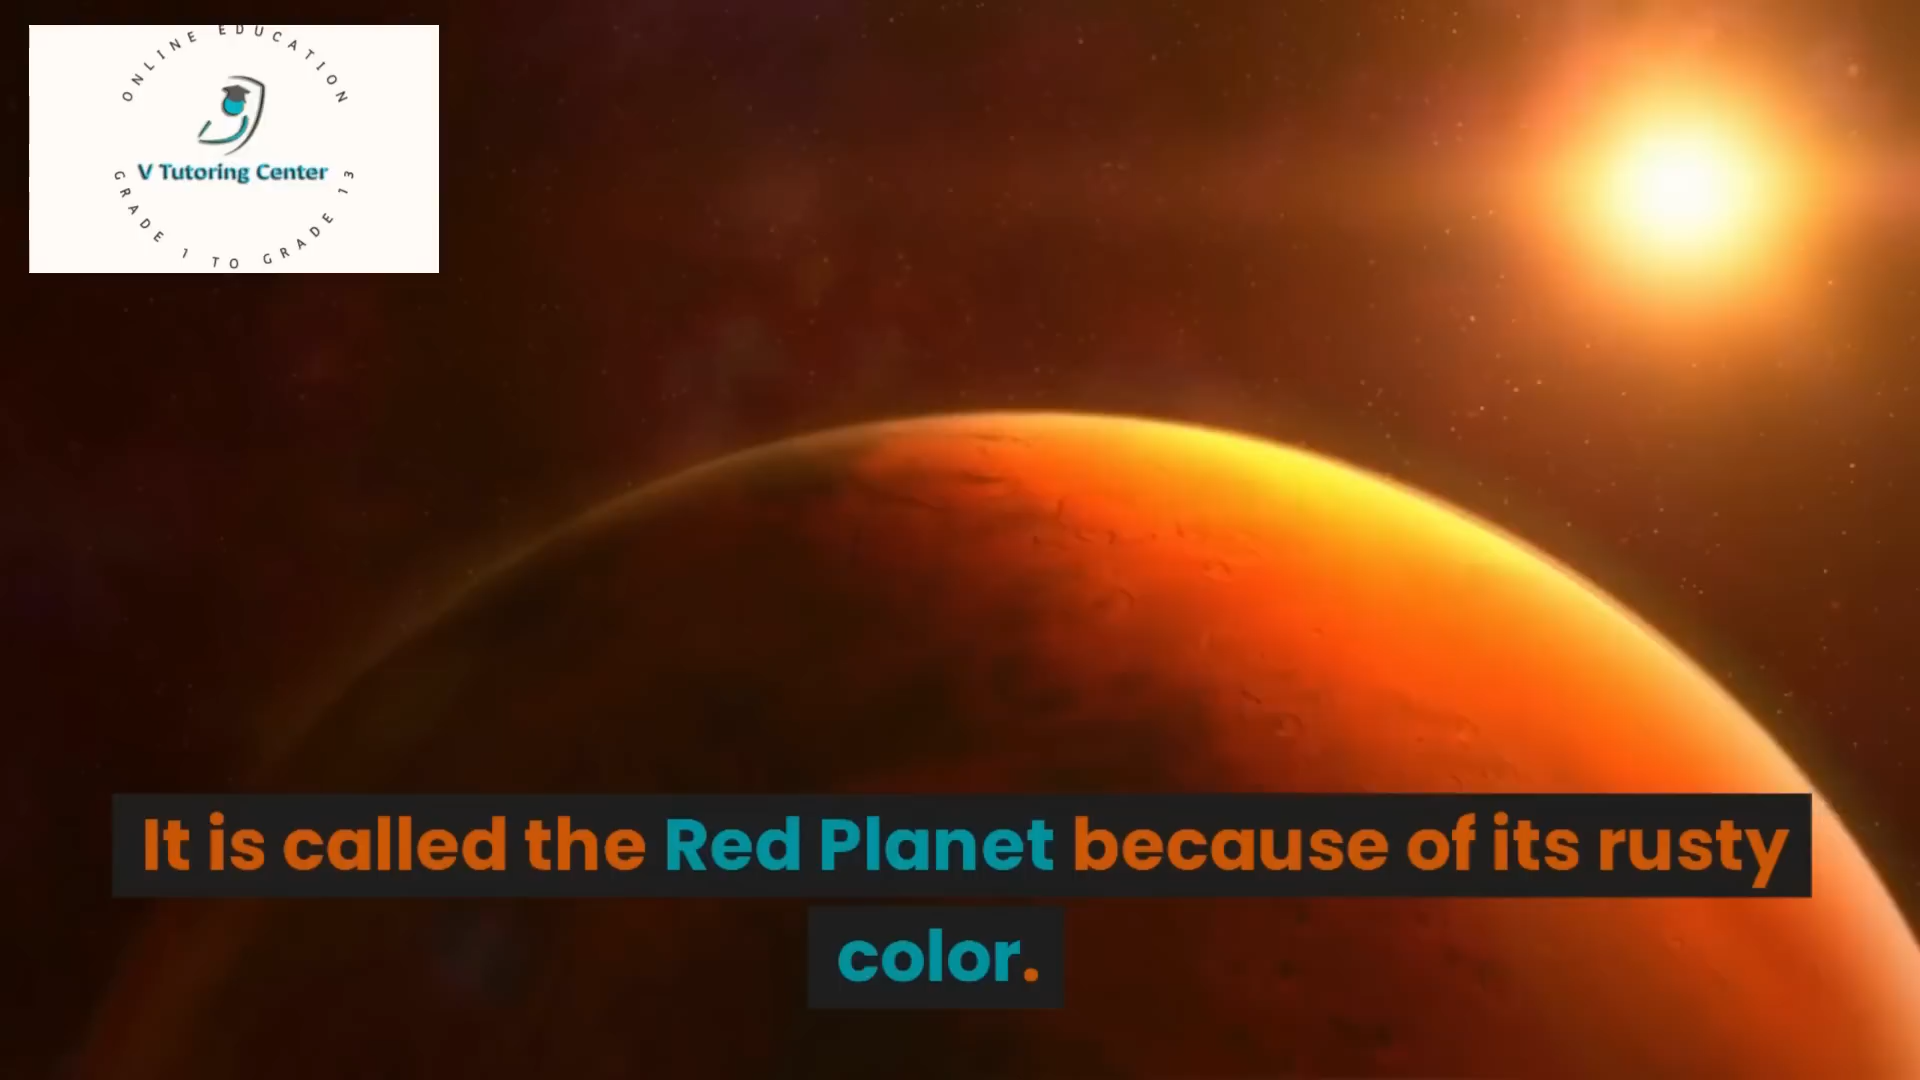 ONLINE EDUCATION
V Tutoring Center
GRADE 1 TO GRADE 13
It is called the Red Planet because of its rusty
color.